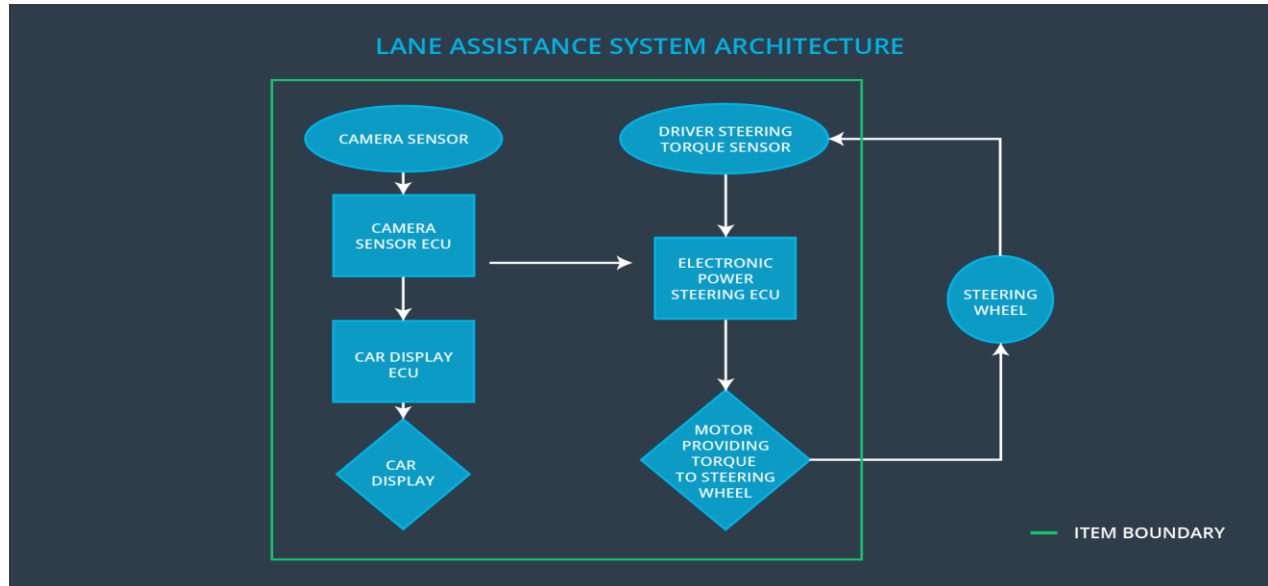 LANE ASSISTANCE SYSTEM ARCHITECTURE
CAMERA SENSOR
CAMERA
SENSOR ECU
CAR DISPLAY
ECU
CAR
DISPLAY
DRIVER STEERING
TORQUE SENSOR
ELECTRONIC
POWER
STEERING ECU
MOTOR
PROVIDING
TORQUE
TO STEERING
WHEEL
STEERING
WHEEL
ITEM BOUNDARY